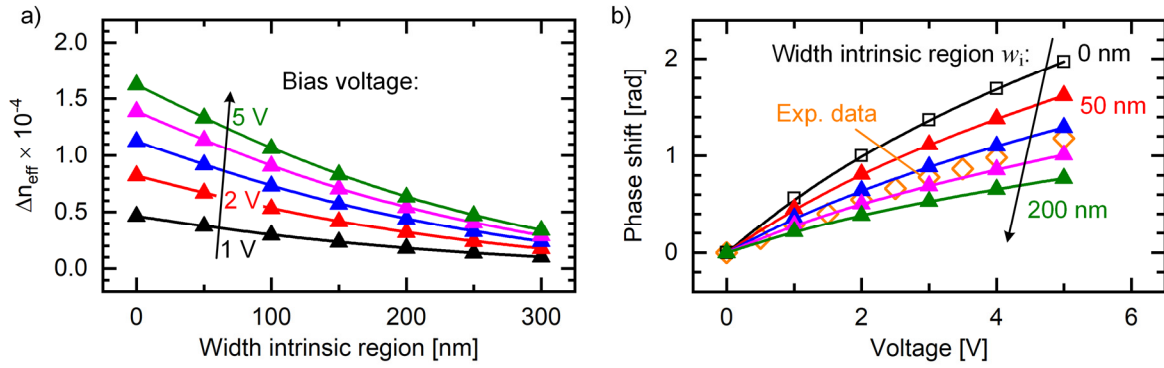 a)
2.0
1.5
1.0
0.5
0.0
Δn_eff × 10⁻⁴
Bias voltage:
5 V
2 V
1 V
0
100
200
300
Width intrinsic region [nm]
b)
2
1
0
Phase shift [rad]
Width intrinsic region wᵢ:
0 nm
50 nm
Exp. data
200 nm
0
2
4
6
Voltage [V]